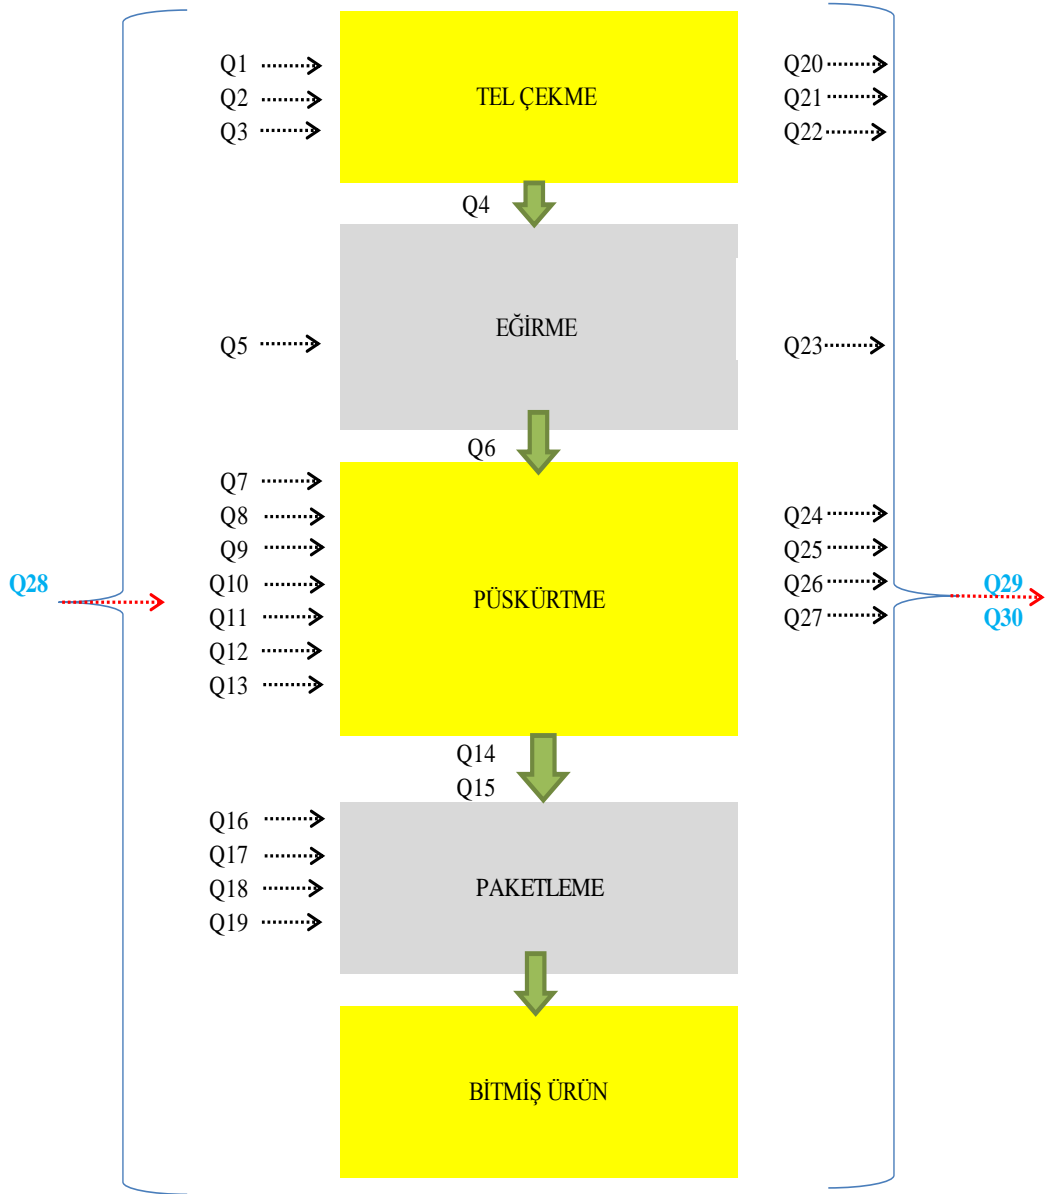 Q1
Q2
Q3
TEL ÇEKME
Q20
Q21
Q22
Q4
Q5
EĞİRME
Q23
Q6
Q7
Q8
Q9
Q10
Q11
Q12
Q13
PÜSKÜRTME
Q24
Q25
Q26
Q27
Q28
Q29
Q30
Q14
Q15
Q16
Q17
Q18
Q19
PAKETLEME
BİTMİŞ ÜRÜN